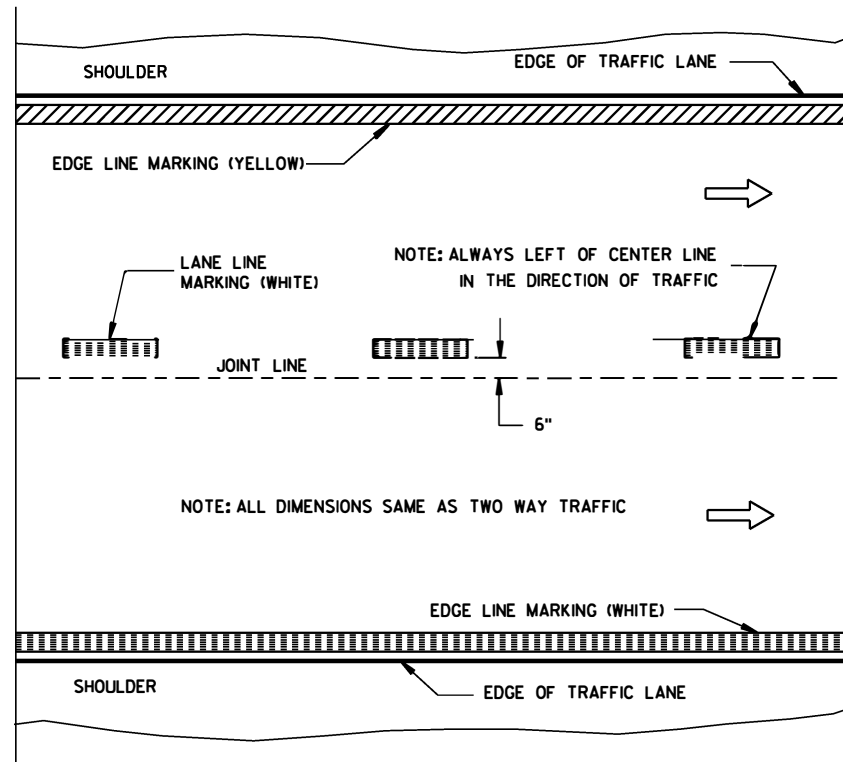 SHOULDER
EDGE OF TRAFFIC LANE
EDGE LINE MARKING (YELLOW)
LANE LINE
MARKING (WHITE)
NOTE: ALWAYS LEFT OF CENTER LINE
IN THE DIRECTION OF TRAFFIC
JOINT LINE
6"
NOTE: ALL DIMENSIONS SAME AS TWO WAY TRAFFIC
EDGE LINE MARKING (WHITE)
SHOULDER
EDGE OF TRAFFIC LANE